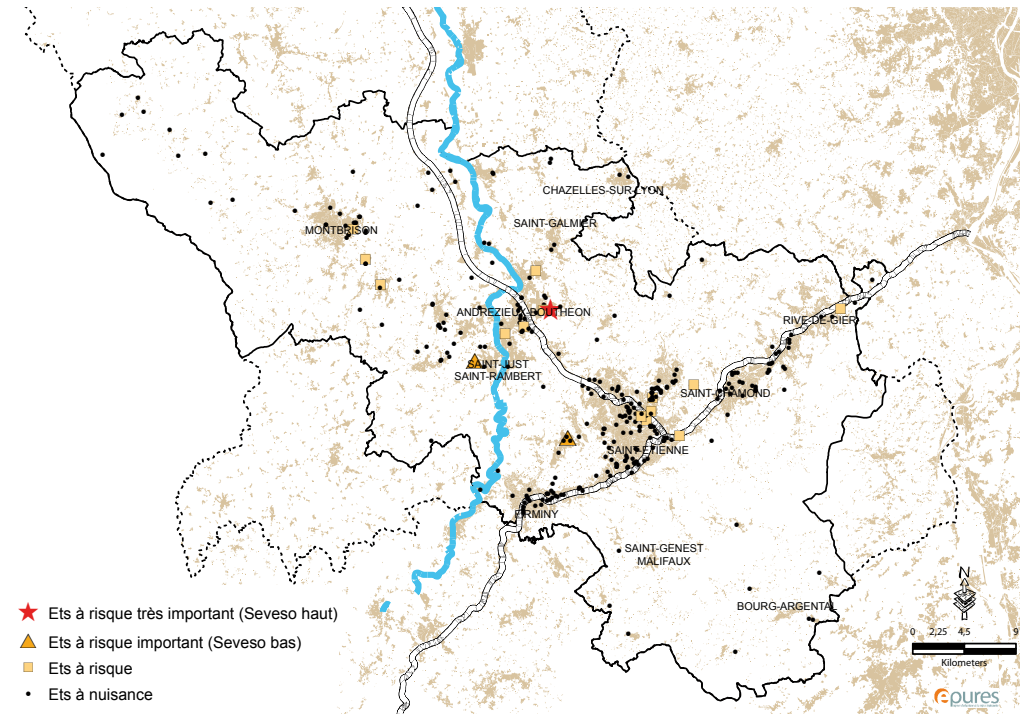 CHAZELLES-SUR-LYON
SAINT-GALMIER
MONTBRISON
ANDREZIEUX-BOUTHEON
RIVE-DE-GIER
SAINT-JUST
SAINT-RAMBERT
SAINT-CHAMOND
SAINT-ETIENNE
FIRMINY
SAINT-GENEST
MALIFAUX
BOURG-ARGENTAL
N
0 2,25 4,5 9
Kilometers
Ets à risque très important (Seveso haut)
Ets à risque important (Seveso bas)
Ets à risque
Ets à nuisance
epures